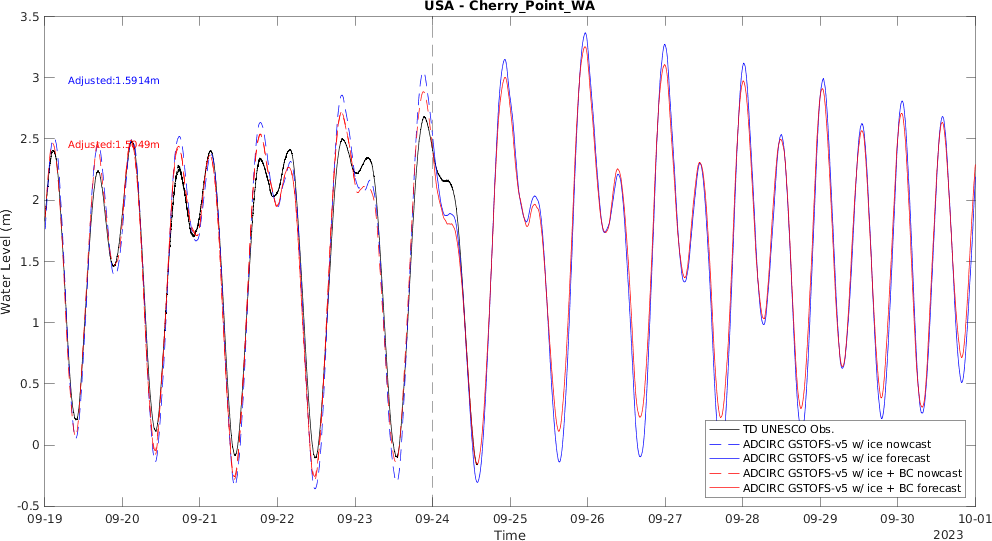 USA - Cherry_Point_WA
3.5
3
2.5
2
1.5
1
0.5
0
-0.5
Water Level (m)
Adjusted:1.5914m
TD UNESCO Obs.
ADCIRC GSTOFS-v5 w/ ice nowcast
ADCIRC GSTOFS-v5 w/ ice forecast
ADCIRC GSTOFS-v5 w/ ice + BC nowcast
ADCIRC GSTOFS-v5 w/ ice + BC forecast
09-19 09-20 09-21 09-22 09-23 09-24 09-25 09-26 09-27 09-28 09-29 09-30 10-01
Time
2023